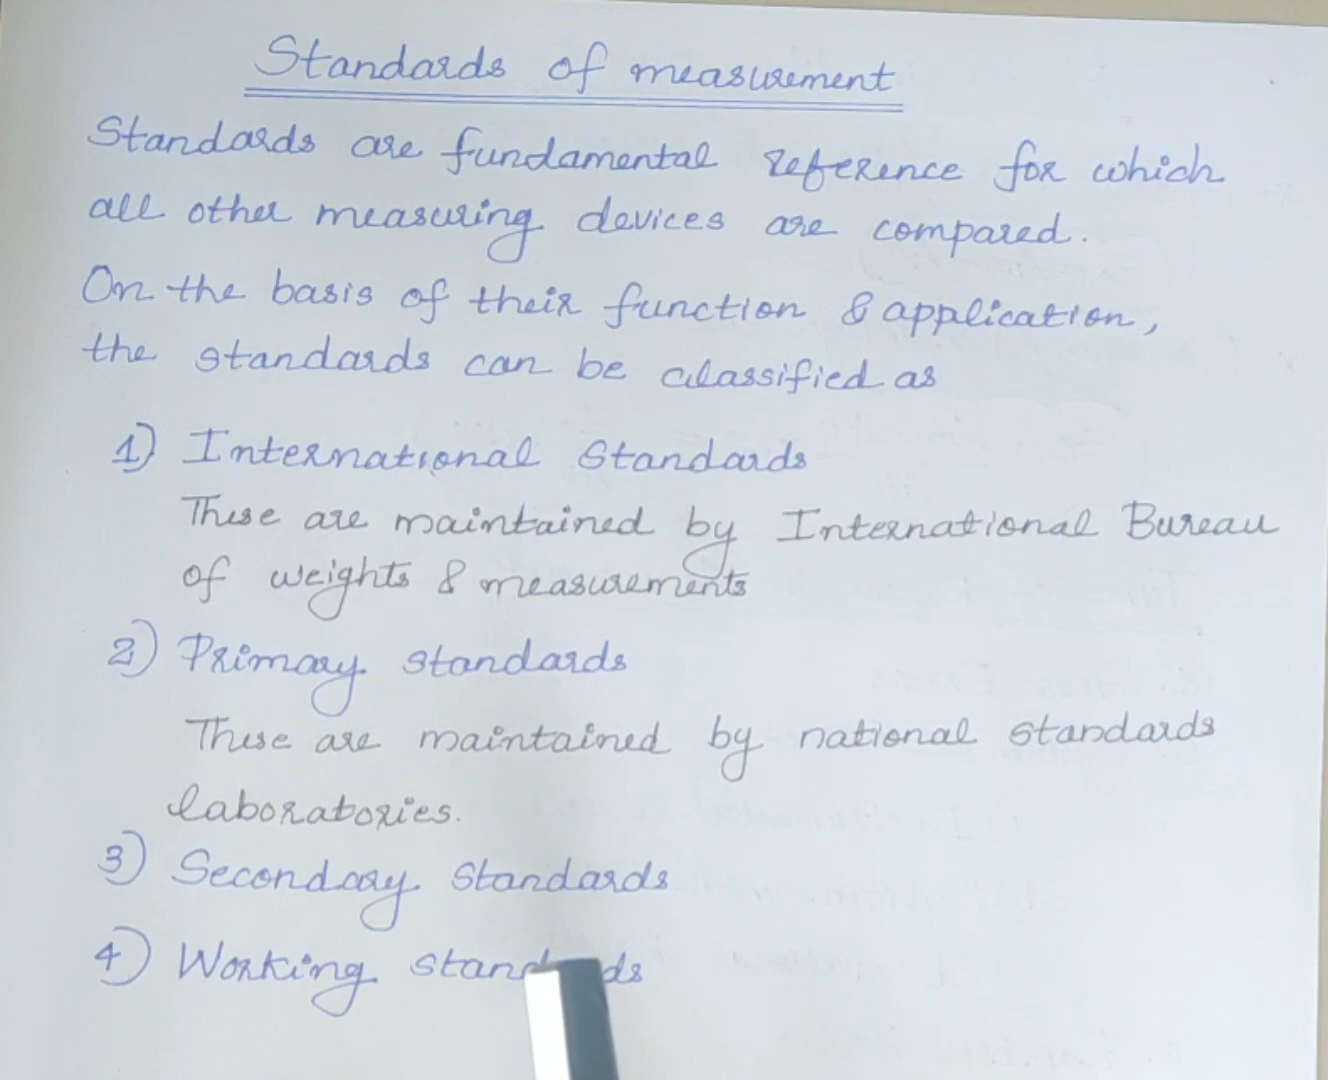 Standards of measurement
Standards are fundamental reference for which
all other measuring devices are compared.
On the basis of their function & application,
the standards can be classified as
1) International Standards
These are maintained by International Bureau
of weights & measurements
2) Primary standards
These are maintained by national standards
laboratories.
3) Secondary Standards
4) Working